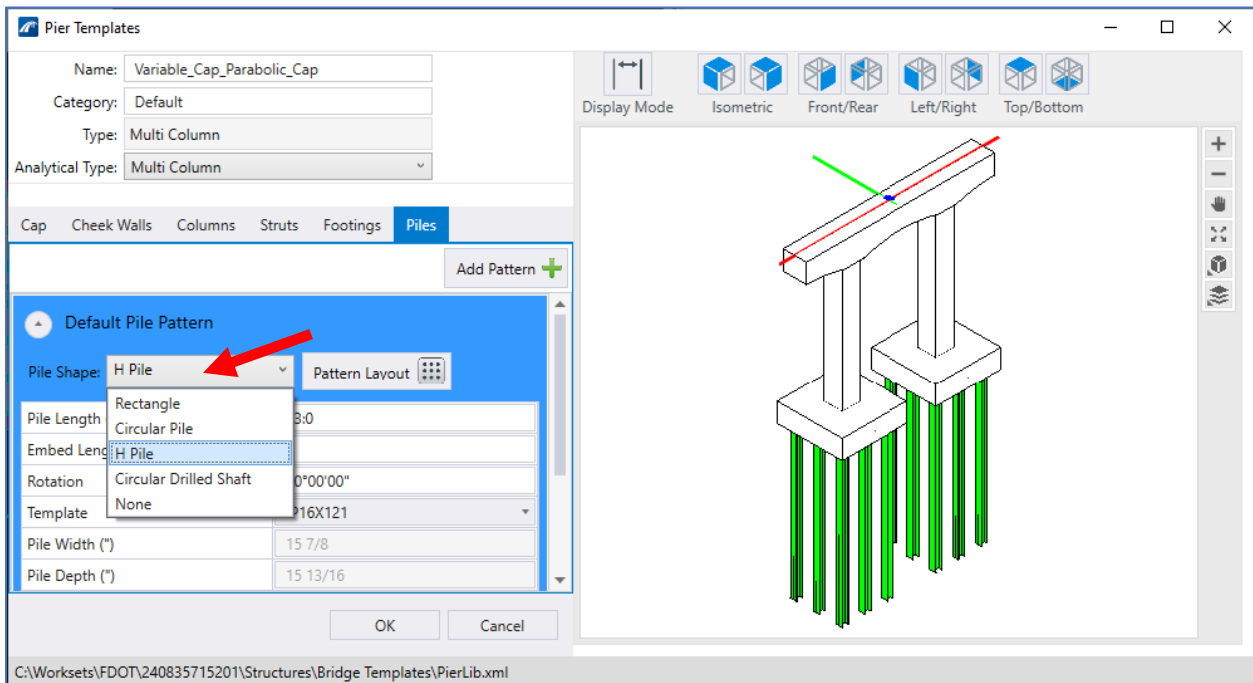 Pier Templates
Name: Variable_Cap_Parabolic_Cap
Category: Default
Type: Multi Column
Analytical Type: Multi Column
Cap Cheek Walls Columns Struts Footings Piles
Add Pattern
Default Pile Pattern
Pile Shape: H Pile Pattern Layout
Rectangle
Circular Pile
H Pile
Circular Drilled Shaft
None
Pile Length 3:0
Embed Leng
Rotation 0°00'00"
Template P16X121
Pile Width (") 15 7/8
Pile Depth (") 15 13/16
OK Cancel
Display Mode Isometric Front/Rear Left/Right Top/Bottom
C:\Worksets\FDOT\240835715201\Structures\Bridge Templates\PierLib.xml